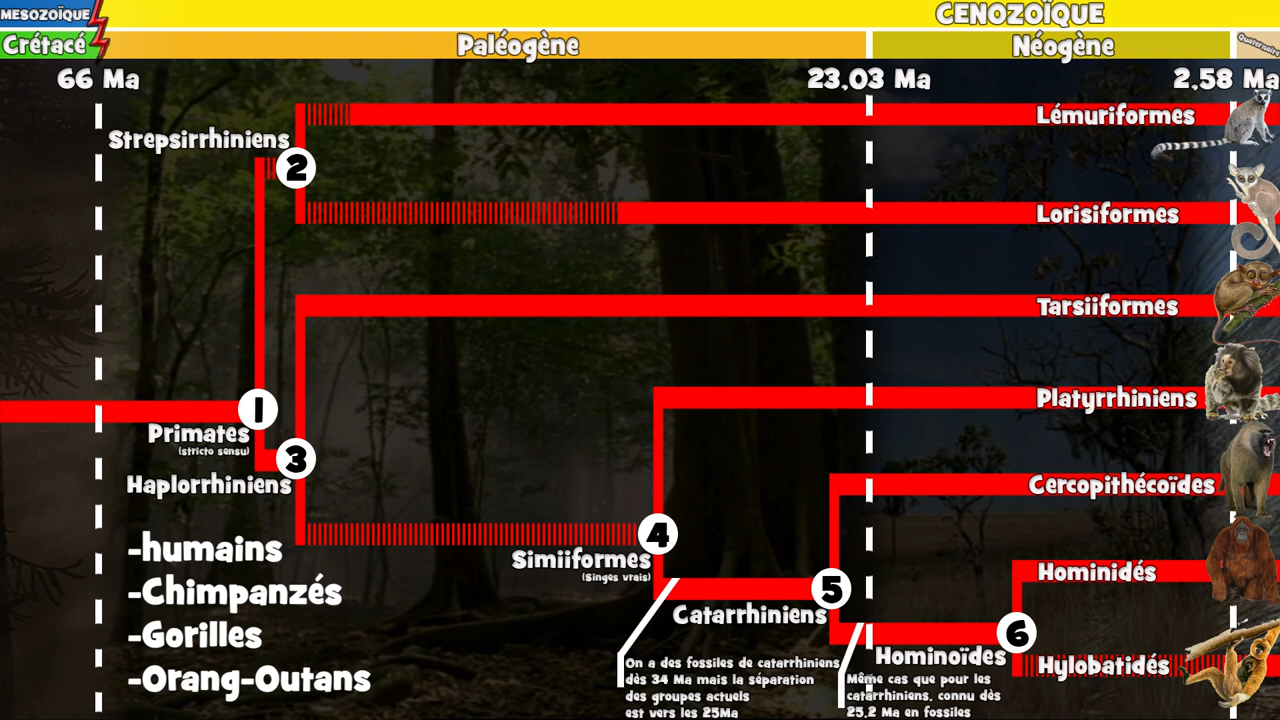 MESOZOÏQUE
CENOZOÏQUE
Crétacé
Paléogène
Néogène
Quaternaire
66 Ma
23,03 Ma
2,58 Ma
Lémuriformes
Strepsirrhiniens
2
Lorisiformes
Tarsiiformes
Platyrrhiniens
1
Primates
(stricto sensu)
3
Haplorrhiniens
Cercopithécoïdes
4
Simiiformes
(Singes vrais)
-humains
-Chimpanzés
-Gorilles
-Orang-Outans
Hominidés
5
Catarrhiniens
6
Hominoïdes
Hylobatidés
On a des fossiles de catarrhiniens
dès 34 Ma mais la séparation
des groupes actuels
est vers les 25Ma
Même cas que pour les
catarrhiniens, connu dès
25,2 Ma en fossiles